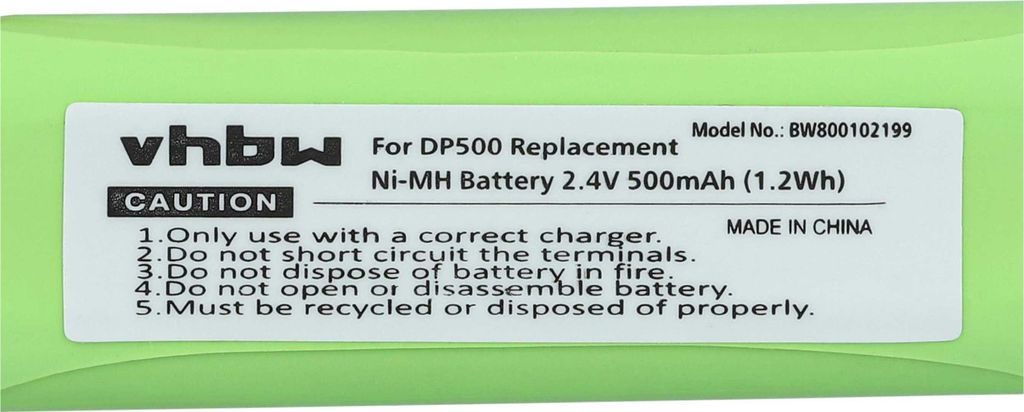 vhbw
For DP500 Replacement
Model No.: BW800102199
Ni-MH Battery 2.4V 500mAh (1.2Wh)
CAUTION
MADE IN CHINA
1.Only use with a correct charger.
2.Do not short circuit the terminals.
3.Do not dispose of battery in fire.
4.Do not open or disassemble battery.
5.Must be recycled or disposed of properly.